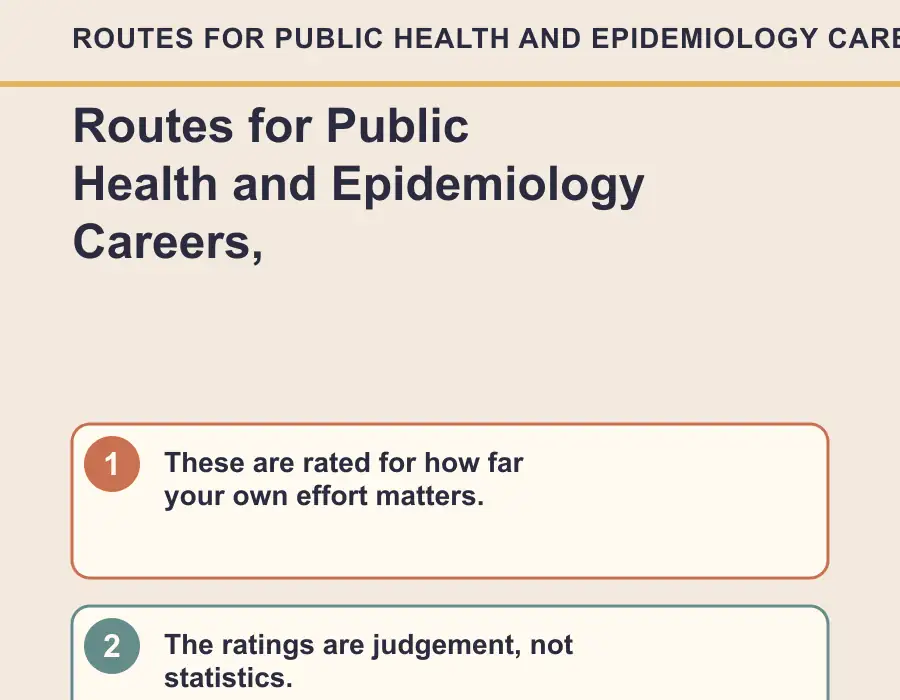 ROUTES FOR PUBLIC HEALTH AND EPIDEMIOLOGY CARE
Routes for Public
Health and Epidemiology
Careers,
1
These are rated for how far
your own effort matters.
2
The ratings are judgement, not
statistics.